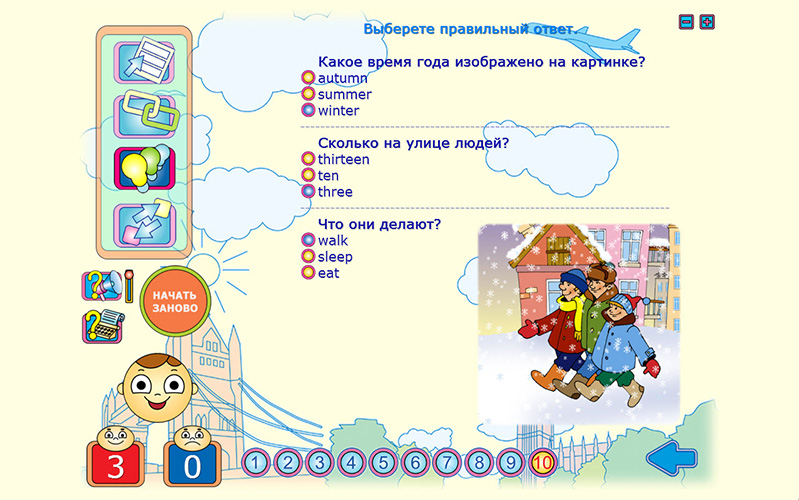 Выберете правильный ответ.
Какое время года изображено на картинке?
autumn
summer
winter
Сколько на улице людей?
thirteen
ten
three
Что они делают?
walk
sleep
eat
НАЧАТЬ
ЗАНОВО
3 0
1 2 3 4 5 6 7 8 9 10